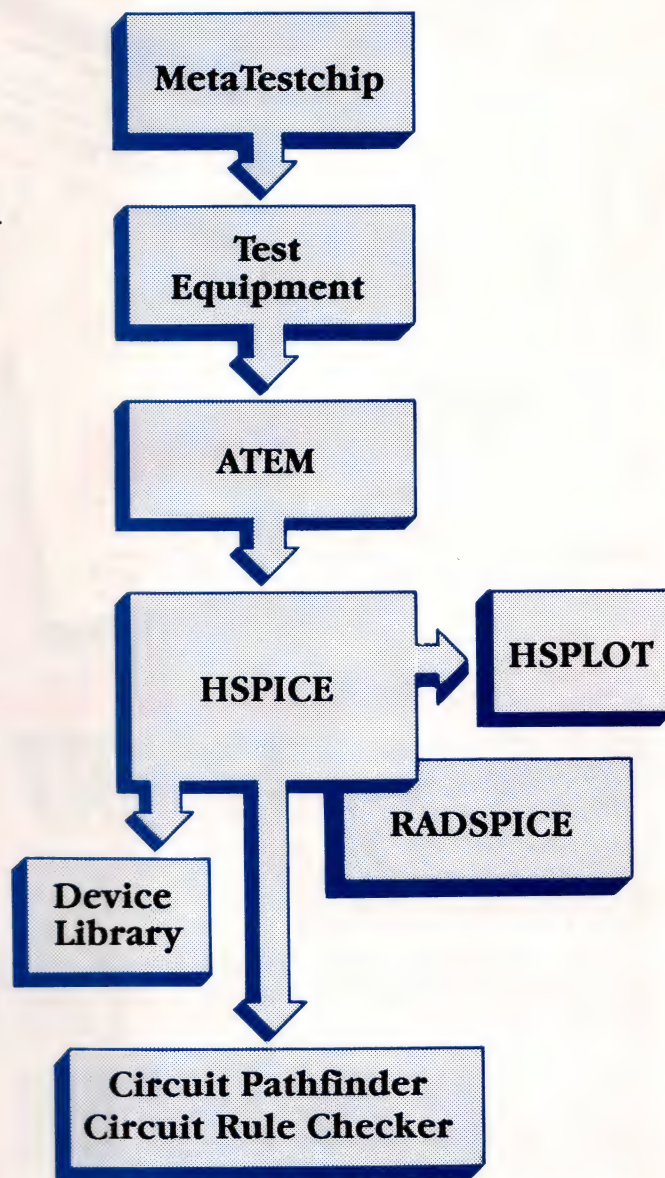 MetaTestchip
Test
Equipment
ATEM
HSPICE
HSPLOT
RADSPICE
Device
Library
Circuit Pathfinder
Circuit Rule Checker